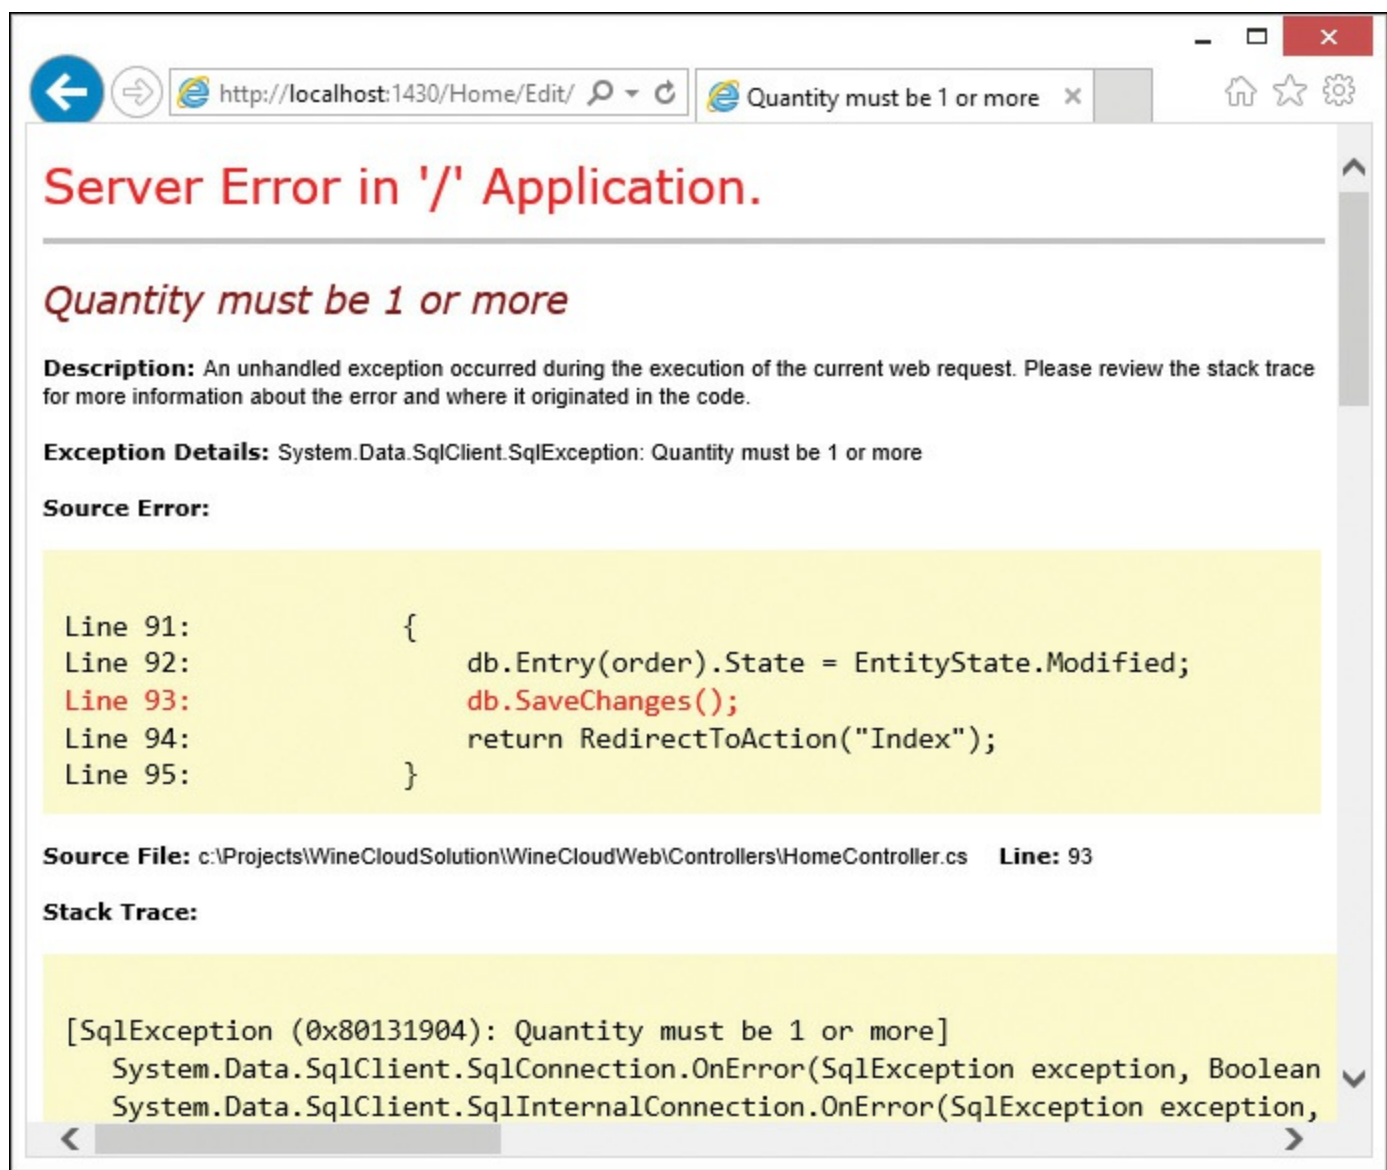 http://localhost:1430/Home/Edit/
Quantity must be 1 or more
Server Error in '/' Application.
Quantity must be 1 or more
Description: An unhandled exception occurred during the execution of the current web request. Please review the stack trace
for more information about the error and where it originated in the code.
Exception Details: System.Data.SqlClient.SqlException: Quantity must be 1 or more
Source Error:
Line 91:             {
Line 92:                 db.Entry(order).State = EntityState.Modified;
Line 93:                 db.SaveChanges();
Line 94:                 return RedirectToAction("Index");
Line 95:             }
Source File: c:\Projects\WineCloudSolution\WineCloudWeb\Controllers\HomeController.cs    Line: 93
Stack Trace:
[SqlException (0x80131904): Quantity must be 1 or more]
   System.Data.SqlClient.SqlConnection.OnError(SqlException exception, Boolean
   System.Data.SqlClient.SqlInternalConnection.OnError(SqlException exception,